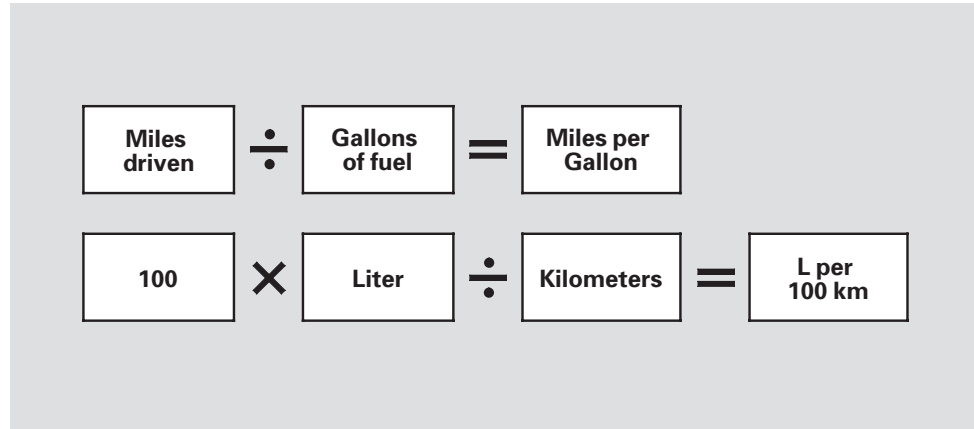 Miles
driven
÷
Gallons
of fuel
=
Miles per
Gallon
100
×
Liter
÷
Kilometers
=
L per
100 km